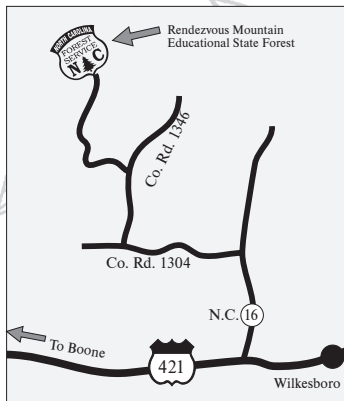 NORTH CAROLINA
FOREST
SERVICE
N C
Rendezvous Mountain
Educational State Forest
Co. Rd. 1346
Co. Rd. 1304
N.C. 16
To Boone
421
Wilkesboro